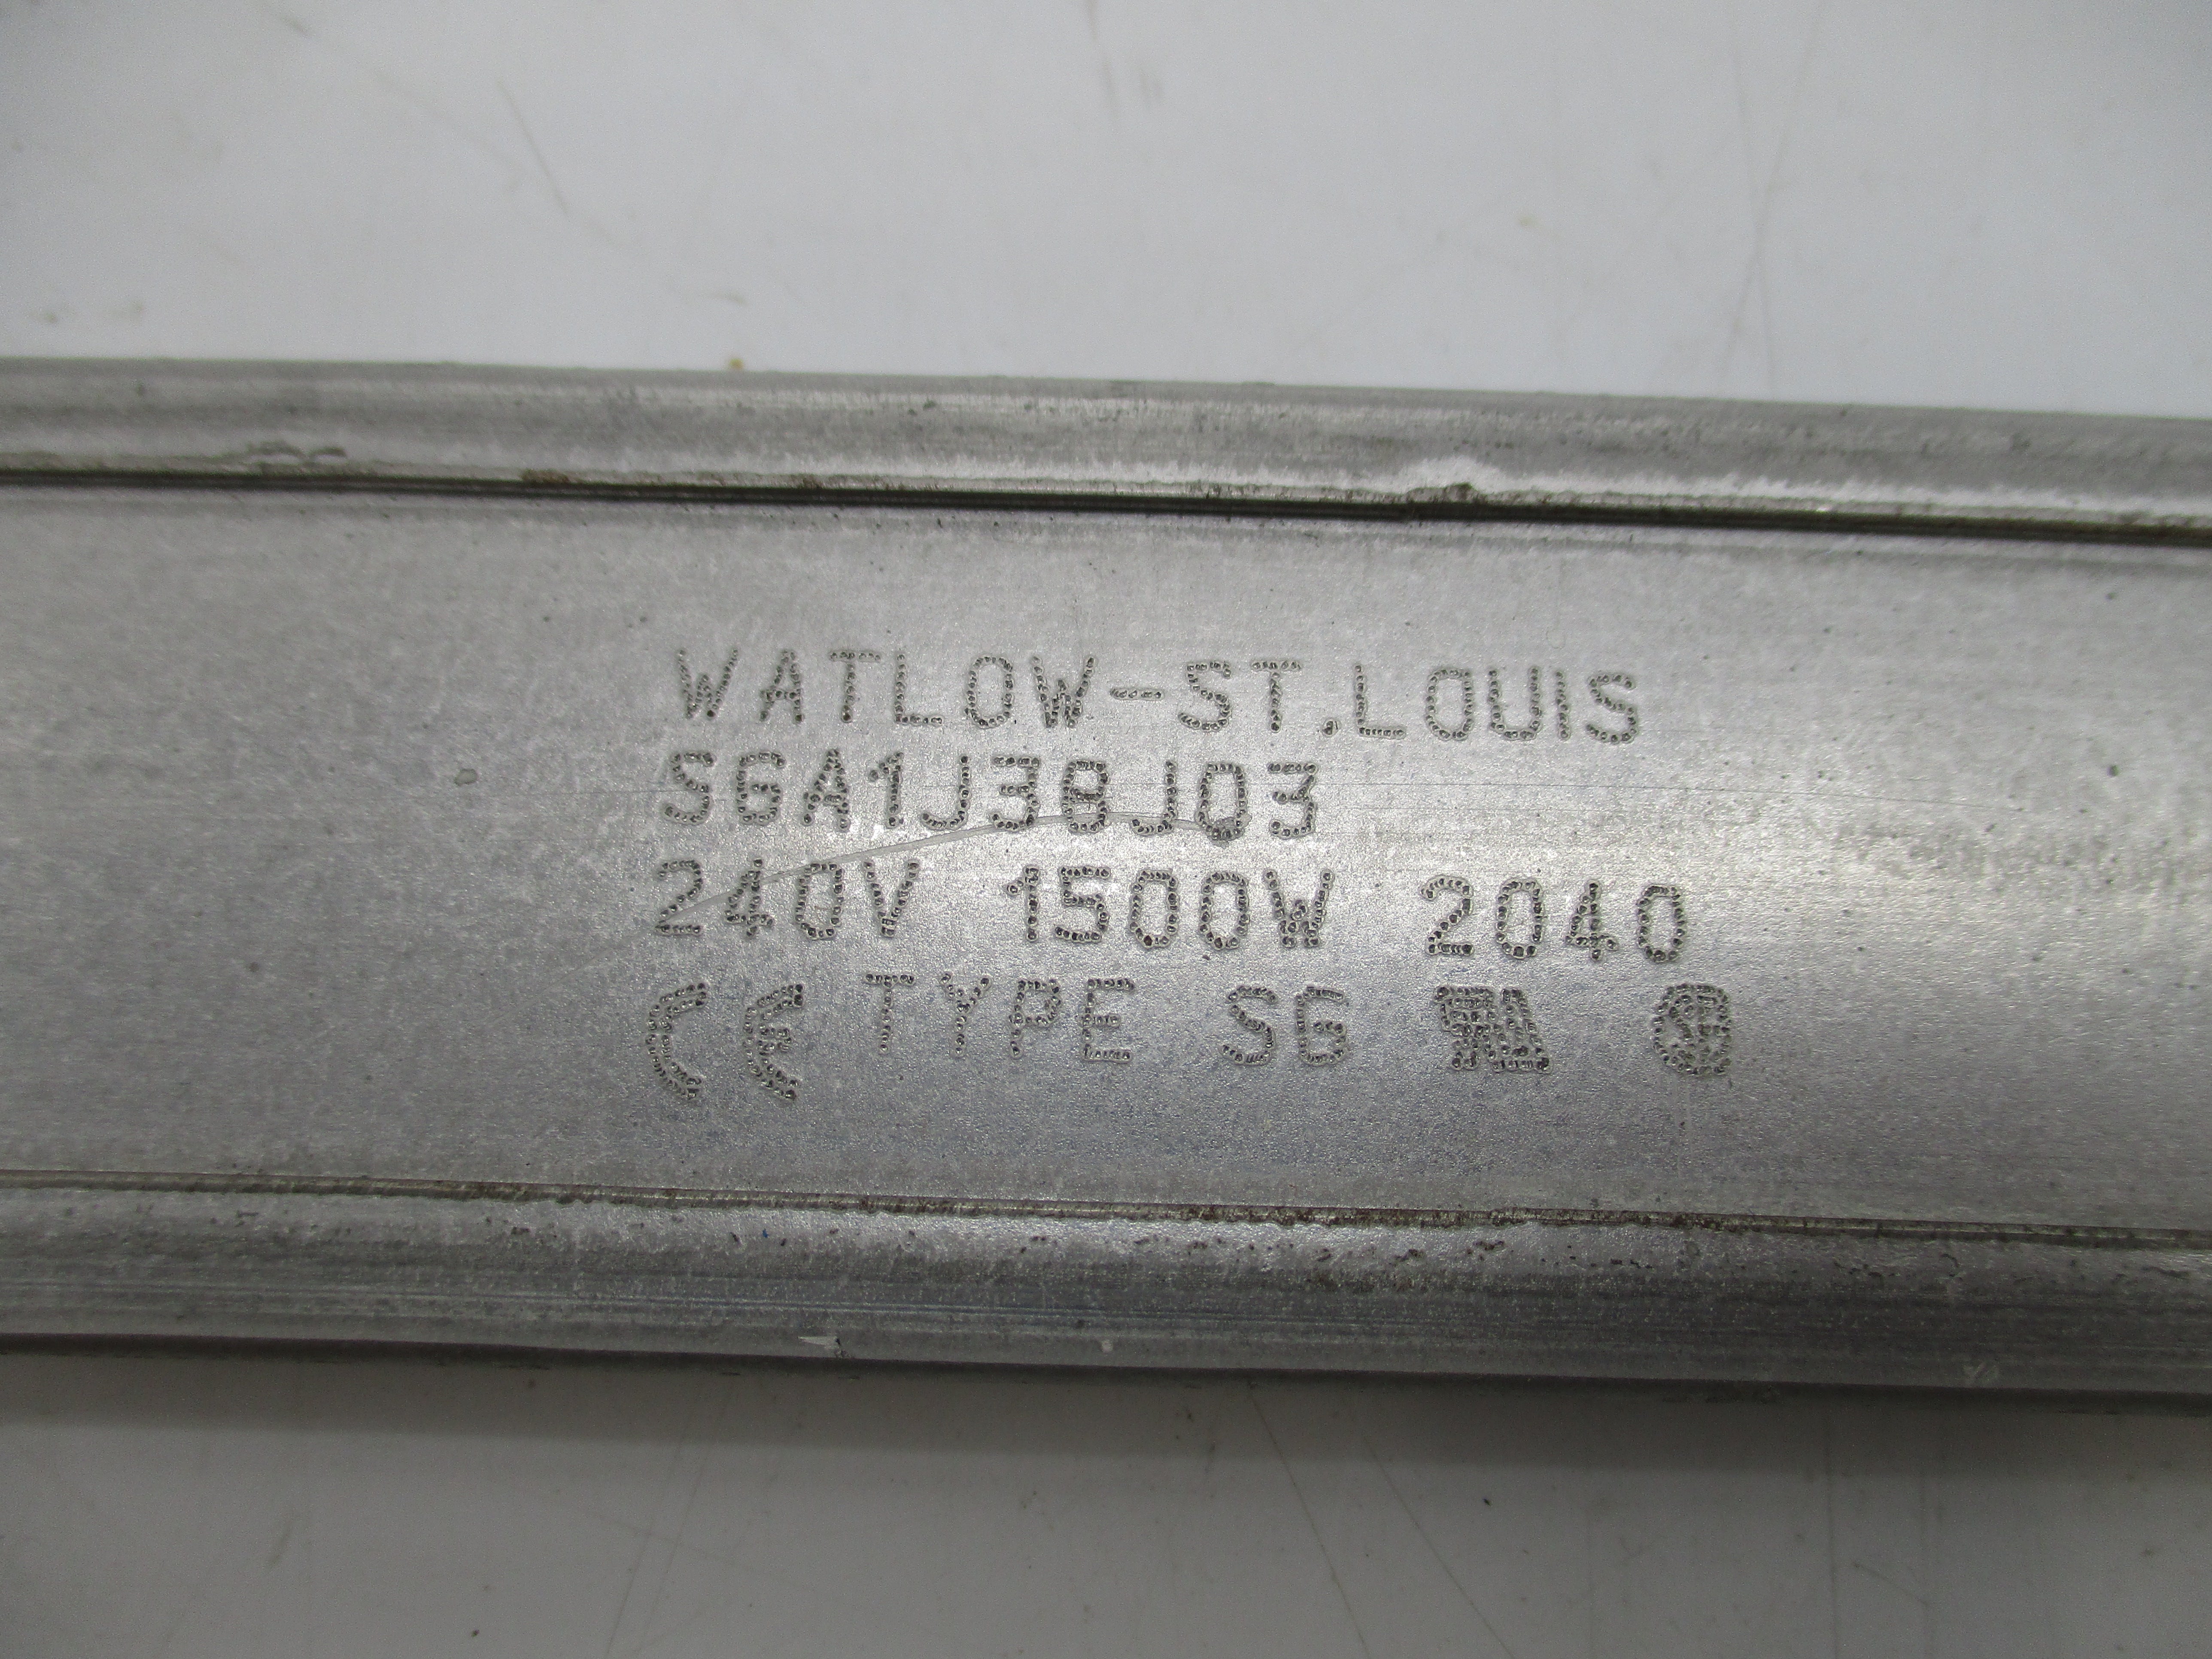 WATLOW-ST.LOUIS
SGA1J38J03
240V 1500W 2040
CE TYPE SG